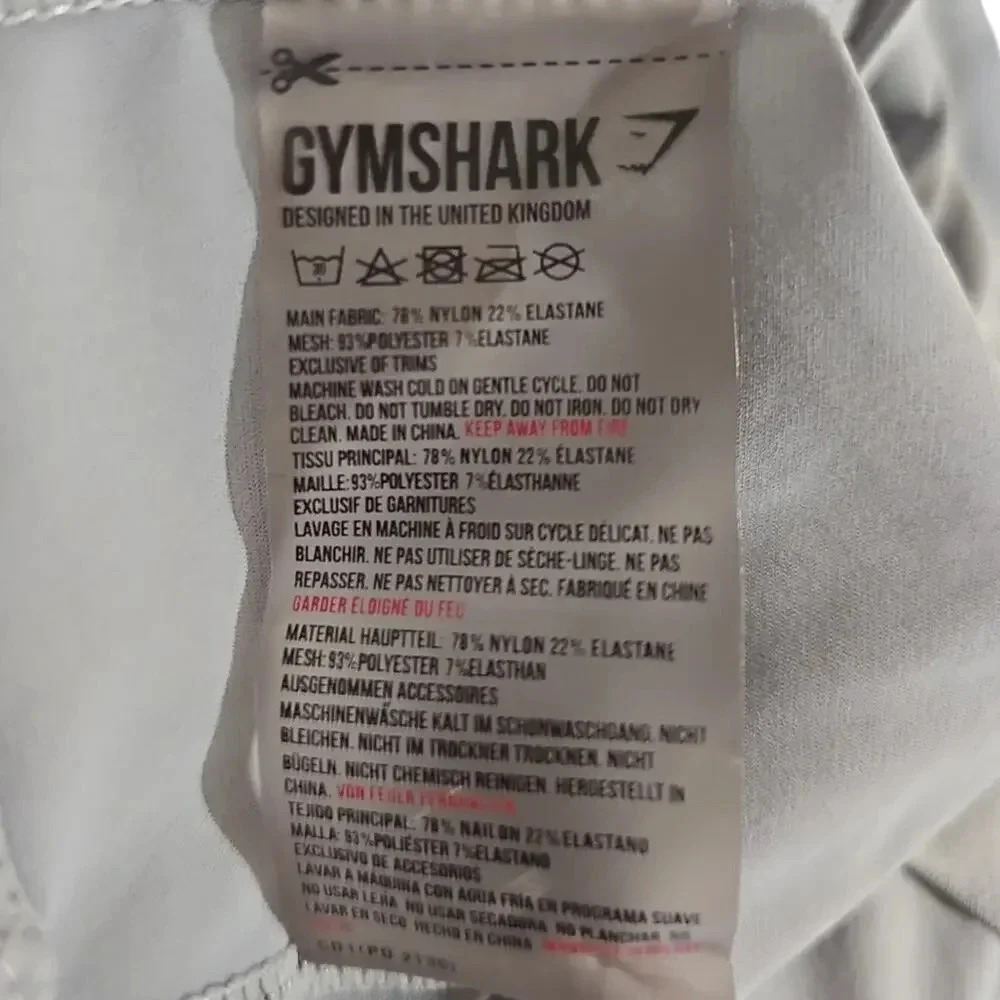 GYMSHARK
DESIGNED IN THE UNITED KINGDOM
30
MAIN FABRIC: 78% NYLON 22% ELASTANE
MESH: 93%POLYESTER 7%ELASTANE
EXCLUSIVE OF TRIMS
MACHINE WASH COLD ON GENTLE CYCLE. DO NOT
BLEACH. DO NOT TUMBLE DRY. DO NOT IRON. DO NOT DRY
CLEAN. MADE IN CHINA. KEEP AWAY FROM FIRE
TISSU PRINCIPAL: 78% NYLON 22% ÉLASTANE
MAILLE:93%POLYESTER 7%ÉLASTHANNE
EXCLUSIF DE GARNITURES
LAVAGE EN MACHINE À FROID SUR CYCLE DÉLICAT. NE PAS
BLANCHIR. NE PAS UTILISER DE SÈCHE-LINGE. NE PAS
REPASSER. NE PAS NETTOYER À SEC. FABRIQUÉ EN CHINE
GARDER ELOIGNE DU FEU
MATERIAL HAUPTTEIL: 78% NYLON 22% ELASTANE
MESH:93%POLYESTER 7%ELASTHAN
AUSGENOMMEN ACCESSOIRES
MASCHINENWÄSCHE KALT IM SCHONWASCHGANG. NICHT
BLEICHEN. NICHT IM TROCKNER TROCKNEN. NICHT
BÜGELN. NICHT CHEMISCH REINIGEN. HERGESTELLT IN
CHINA. VON FEUER
TEJIDO PRINCIPAL: 78% NAILON 22%ELASTANO
MALLA: 93%POLIÉSTER 7%ELASTANO
EXCLUSIVO DE ACCESORIOS
LAVAR A MÁQUINA CON AGUA FRÍA EN PROGRAMA SUAVE
NO USAR LEJÍA. NO USAR SECADORA. NO PLANCHAR. NO
LAVAR EN SECO. HECHO EN CHINA.